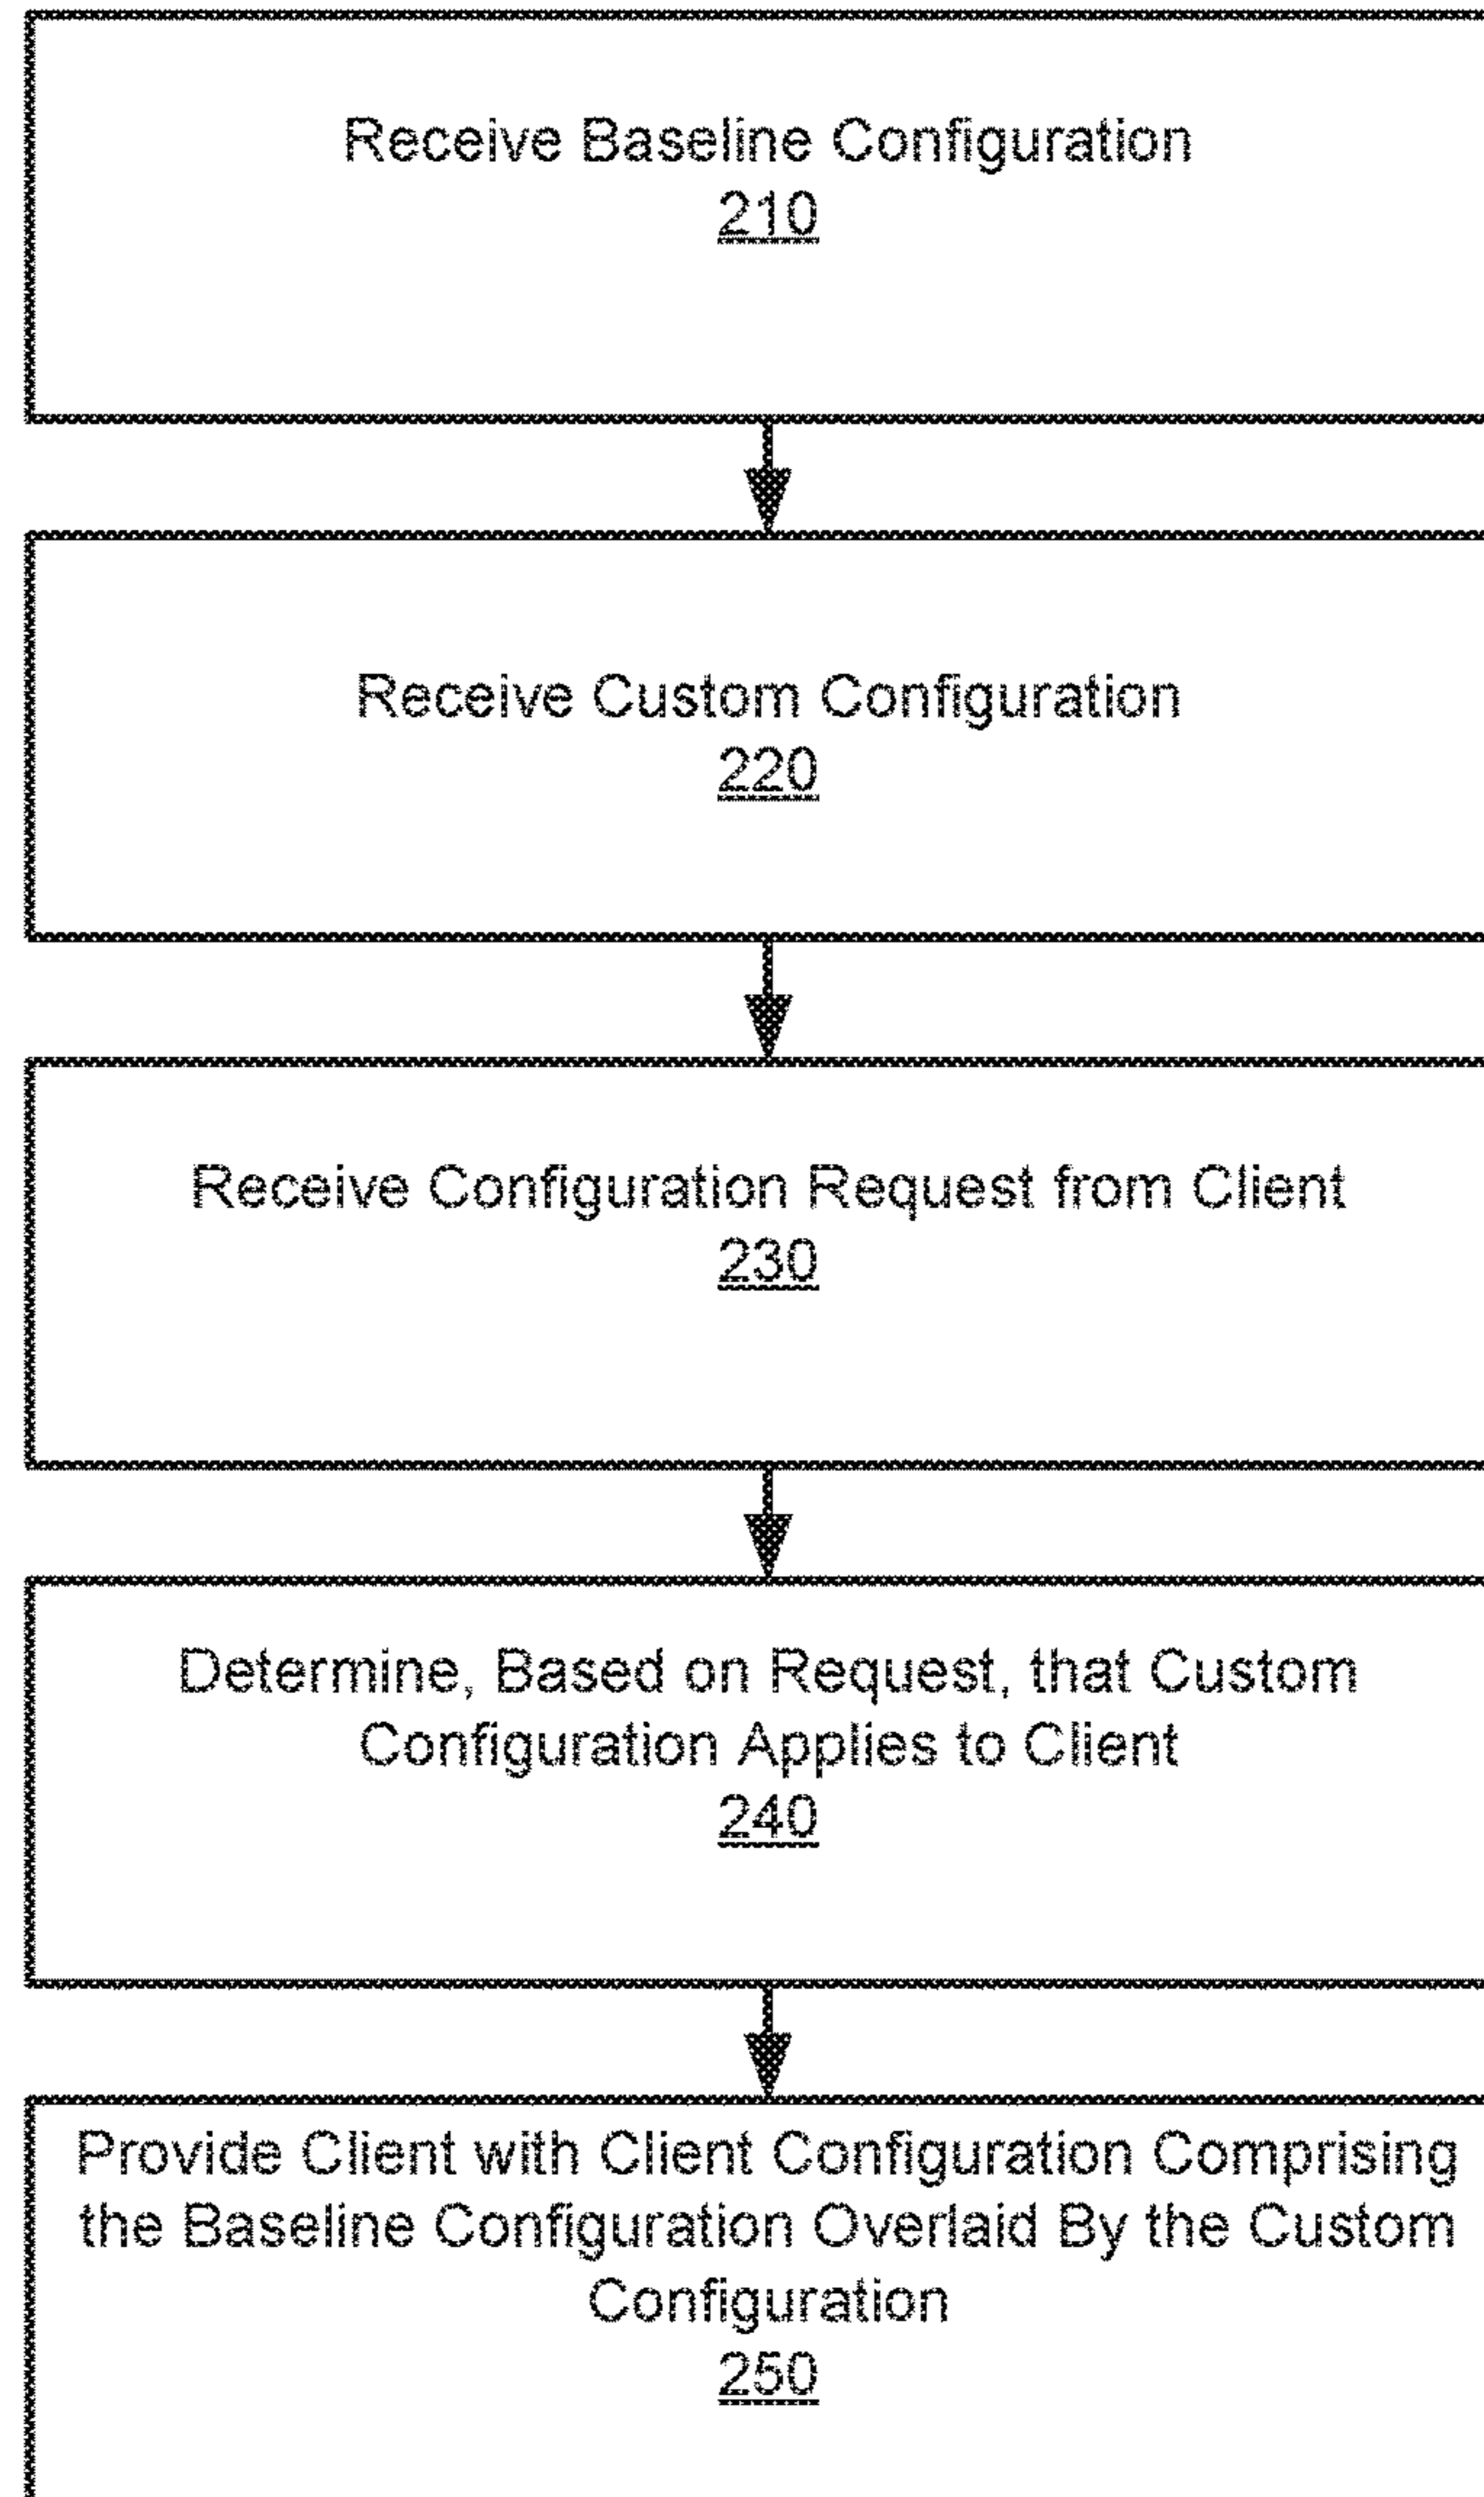 Receive Baseline Configuration
210
Receive Custom Configuration
220
Receive Configuration Request from Client
230
Determine, Based on Request, that Custom
Configuration Applies to Client
240
Provide Client with Client Configuration Comprising
the Baseline Configuration Overlaid By the Custom
Configuration
250